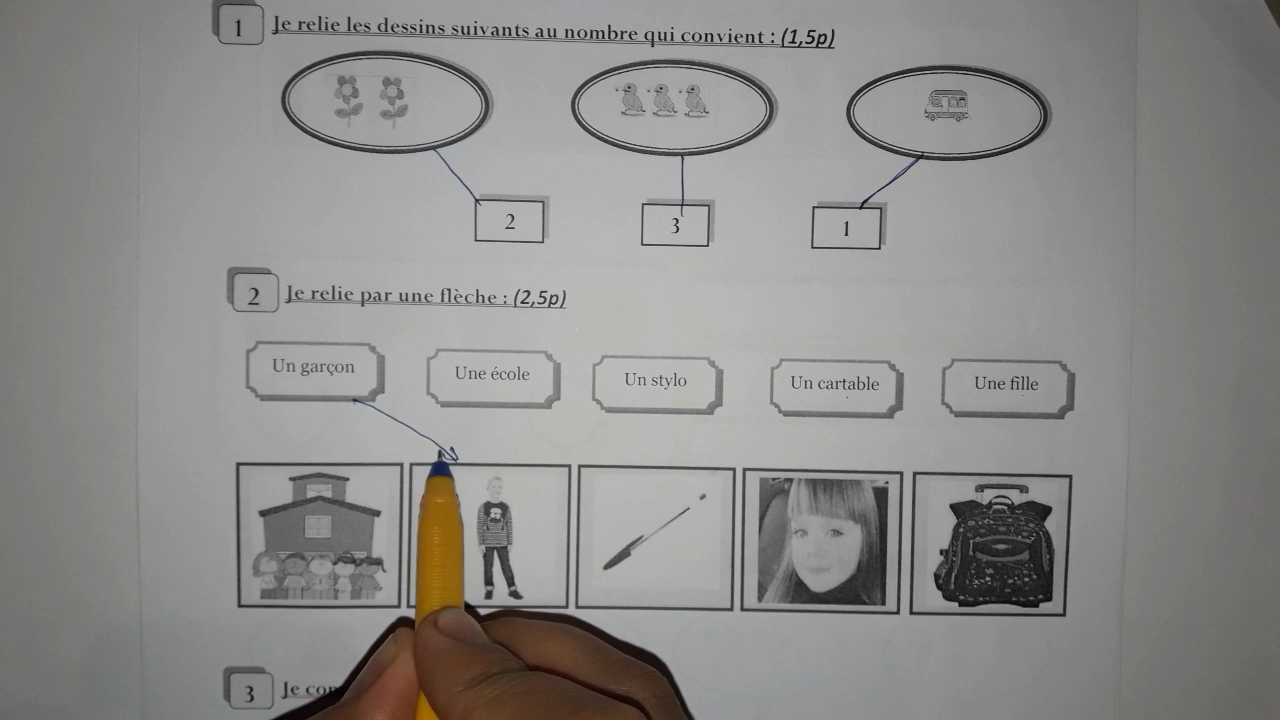 1 Je relie les dessins suivants au nombre qui convient : (1,5p)
2 3 1
2 Je relie par une flèche : (2,5p)
Un garçon Une école Un stylo Un cartable Une fille
3 Je